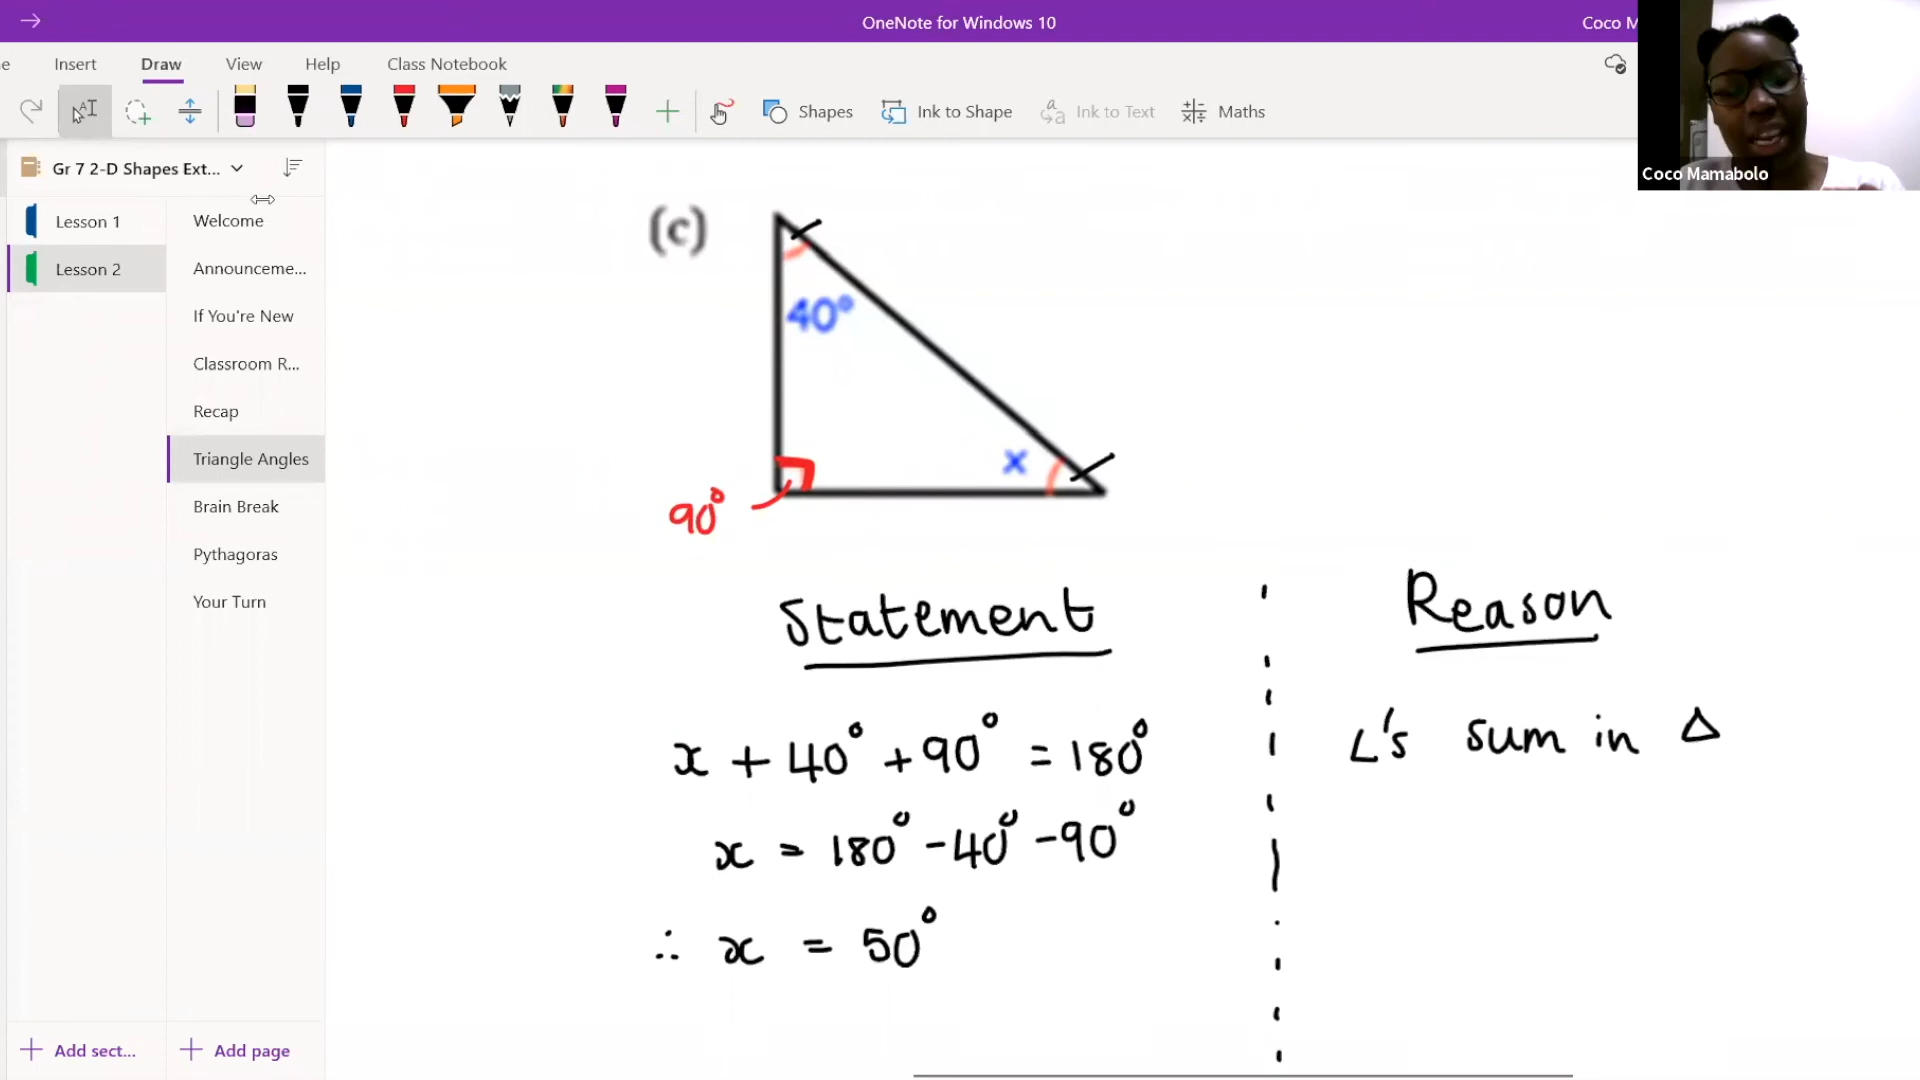 OneNote for Windows 10
Coco M
Insert
Draw
View
Help
Class Notebook
Shapes
Ink to Shape
Ink to Text
Maths
Coco Mamabolo
Gr 7 2-D Shapes Ext...
Lesson 1
Lesson 2
Welcome
Announceme...
If You're New
Classroom R...
Recap
Triangle Angles
Brain Break
Pythagoras
Your Turn
Add sect...
Add page
(c)
40°
x
90°
Statement
Reason
x + 40° + 90° = 180°
∠'s sum in Δ
x = 180° - 40° - 90°
∴ x = 50°